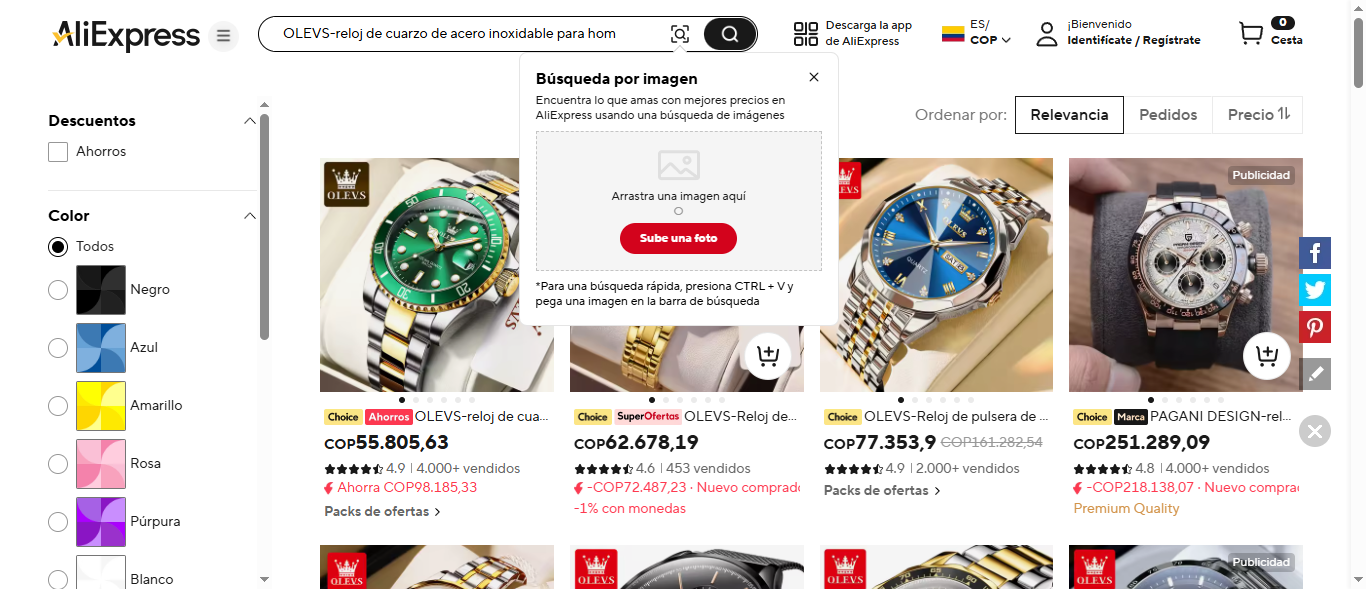 AliExpress
OLEVS-reloj de cuarzo de acero inoxidable para hom
Descarga la app
de AliExpress
ES/
COP
¡Bienvenido
Identifícate / Regístrate
0
Cesta
Búsqueda por imagen
Encuentra lo que amas con mejores precios en
AliExpress usando una búsqueda de imágenes
Arrastra una imagen aquí
O
Sube una foto
*Para una búsqueda rápida, presiona CTRL + V y
pega una imagen en la barra de búsqueda
Descuentos
Ahorros
Color
Todos
Negro
Azul
Amarillo
Rosa
Púrpura
Blanco
Ordenar por:
Relevancia
Pedidos
Precio
OLEVS
OLEVS
OLEVS
QUARTZ
Publicidad
Choice Ahorros OLEVS-reloj de cua...
COP55.805,63
4.9 | 4.000+ vendidos
Ahorra COP98.185,33
Packs de ofertas >
Choice SuperOfertas OLEVS-Reloj de...
COP62.678,19
4.6 | 453 vendidos
-COP72.487,23 · Nuevo comprad
-1% con monedas
Choice OLEVS-Reloj de pulsera de ...
COP77.353,9 COP161.282,54
4.9 | 2.000+ vendidos
Packs de ofertas >
Choice Marca PAGANI DESIGN-rel...
COP251.289,09
4.8 | 4.000+ vendidos
-COP218.138,07 · Nuevo compra
Premium Quality
OLEVS
OLEVS
OLEVS
OLEVS
Publicidad